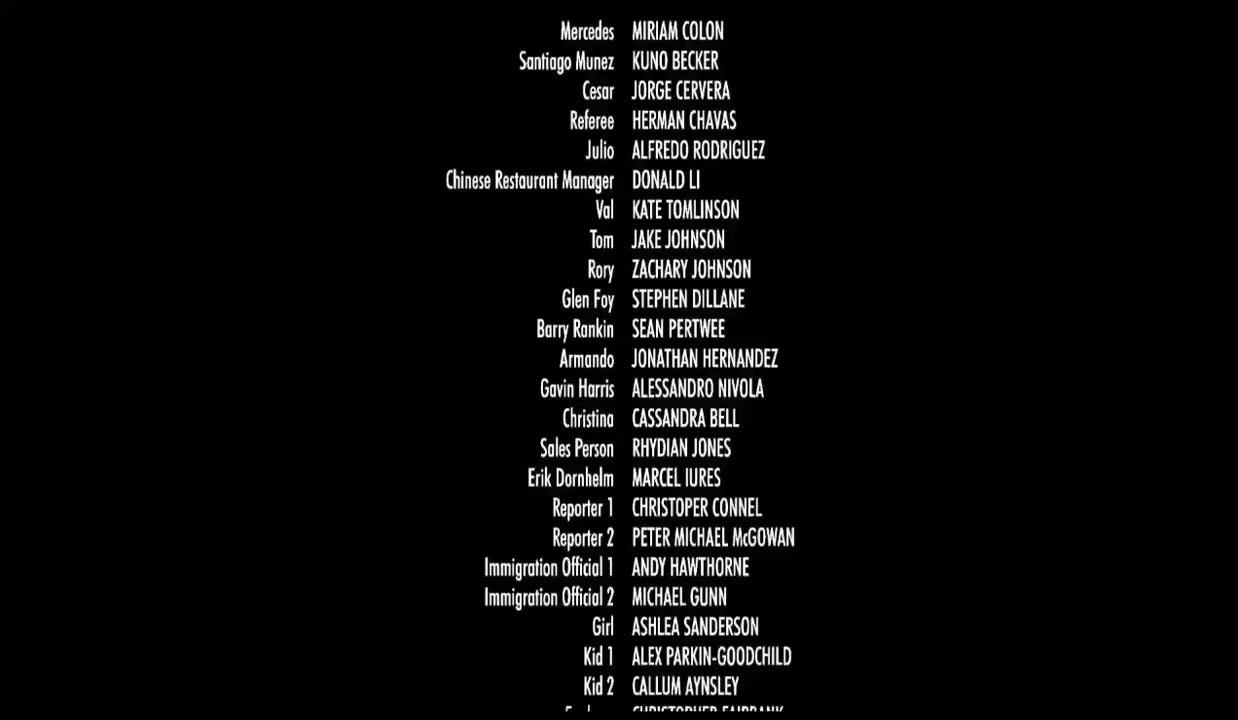 Mercedes MIRIAM COLON
Santiago Munez KUNO BECKER
Cesar JORGE CERVERA
Referee HERMAN CHAVAS
Julio ALFREDO RODRIGUEZ
Chinese Restaurant Manager DONALD LI
Val KATE TOMLINSON
Tom JAKE JOHNSON
Rory ZACHARY JOHNSON
Glen Foy STEPHEN DILLANE
Barry Rankin SEAN PERTWEE
Armando JONATHAN HERNANDEZ
Gavin Harris ALESSANDRO NIVOLA
Christina CASSANDRA BELL
Sales Person RHYDIAN JONES
Erik Dornhelm MARCEL IURES
Reporter 1 CHRISTOPER CONNEL
Reporter 2 PETER MICHAEL McGOWAN
Immigration Official 1 ANDY HAWTHORNE
Immigration Official 2 MICHAEL GUNN
Girl ASHLEA SANDERSON
Kid 1 ALEX PARKIN-GOODCHILD
Kid 2 CALLUM AYNSLEY
CHRISTOPHER FAIRBANK